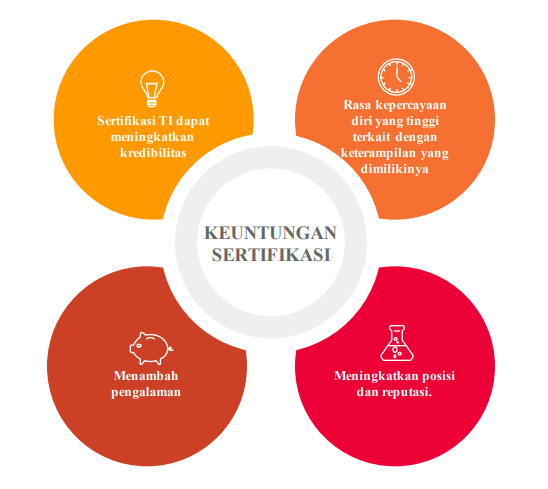 Sertifikasi TI dapat
meningkatkan
kredibilitas
Rasa kepercayaan
diri yang tinggi
terkait dengan
keterampilan yang
dimilikinya
KEUNTUNGAN
SERTIFIKASI
Menambah
pengalaman
Meningkatkan posisi
dan reputasi.